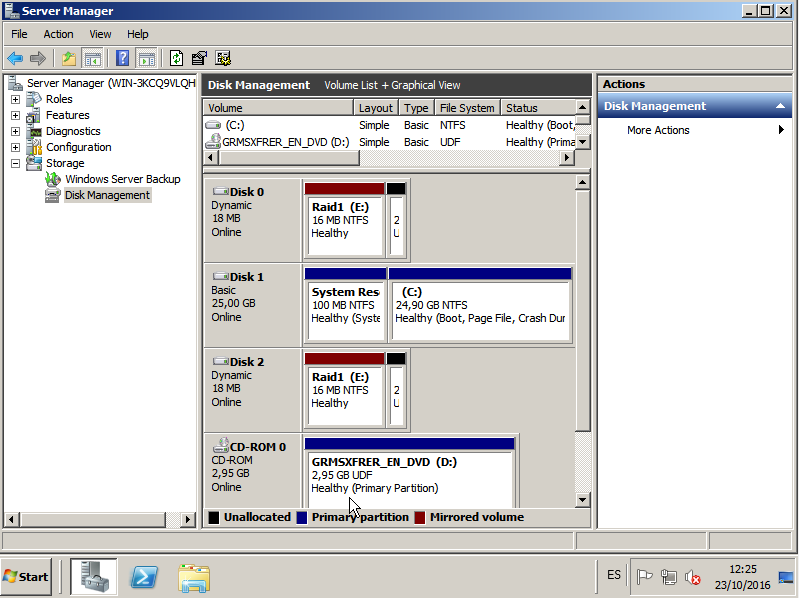 Server Manager
File Action View Help
Server Manager (WIN-3KCQ9VLQH
Roles
Features
Diagnostics
Configuration
Storage
Windows Server Backup
Disk Management
Disk Management Volume List + Graphical View
Volume Layout Type File System Status
(C:) Simple Basic NTFS Healthy (Boot,
GRMSXFRER_EN_DVD (D:) Simple Basic UDF Healthy (Prima
Disk 0
Dynamic
18 MB
Online
Raid1 (E:)
16 MB NTFS
Healthy
2
U
Disk 1
Basic
25,00 GB
Online
System Res
100 MB NTFS
Healthy (Syste
(C:)
24,90 GB NTFS
Healthy (Boot, Page File, Crash Dur
Disk 2
Dynamic
18 MB
Online
Raid1 (E:)
16 MB NTFS
Healthy
2
U
CD-ROM 0
CD-ROM
2,95 GB
Online
GRMSXFRER_EN_DVD (D:)
2,95 GB UDF
Healthy (Primary Partition)
Unallocated Primary partition Mirrored volume
Actions
Disk Management
More Actions
Start
ES
12:25
23/10/2016